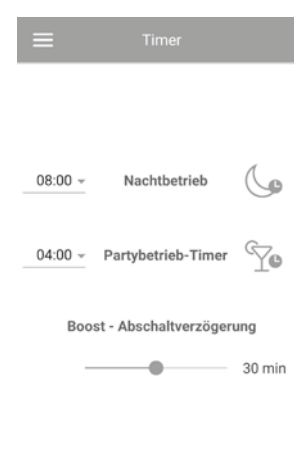 Timer
08:00 Nachtbetrieb
04:00 Partybetrieb-Timer
Boost - Abschaltverzögerung
30 min